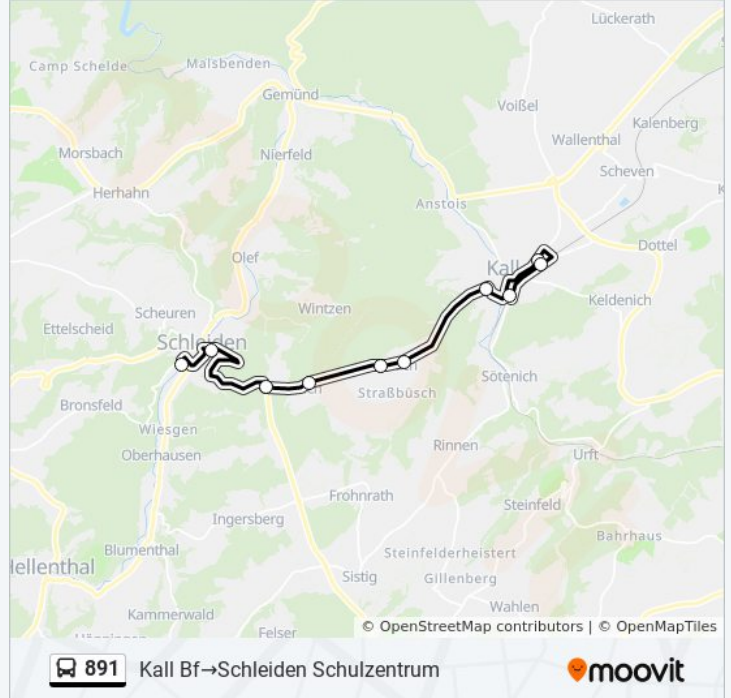 Lückerath
Camp Schelde
Malsbenden
Gemünd
Voißel
Kalenberg
Wallenthal
Morsbach
Nierfeld
Scheven
Herhahn
Anstois
Dottel
Olef
Kall
Keldenich
Scheuren
Wintzen
Ettelscheid
Schleiden
Sötenich
Straßbüsch
Bronsfeld
Wiesgen
Oberhausen
Rinnen
Urft
Frohnrath
Steinfeld
Ingersberg
Bahrhaus
Blumenthal
Steinfelderheistert
Hellenthal
Sistig
Gillenberg
Kammerwald
Wahlen
Felser
© OpenStreetMap contributors | © OpenMapTiles
891 Kall Bf→Schleiden Schulzentrum
moovit